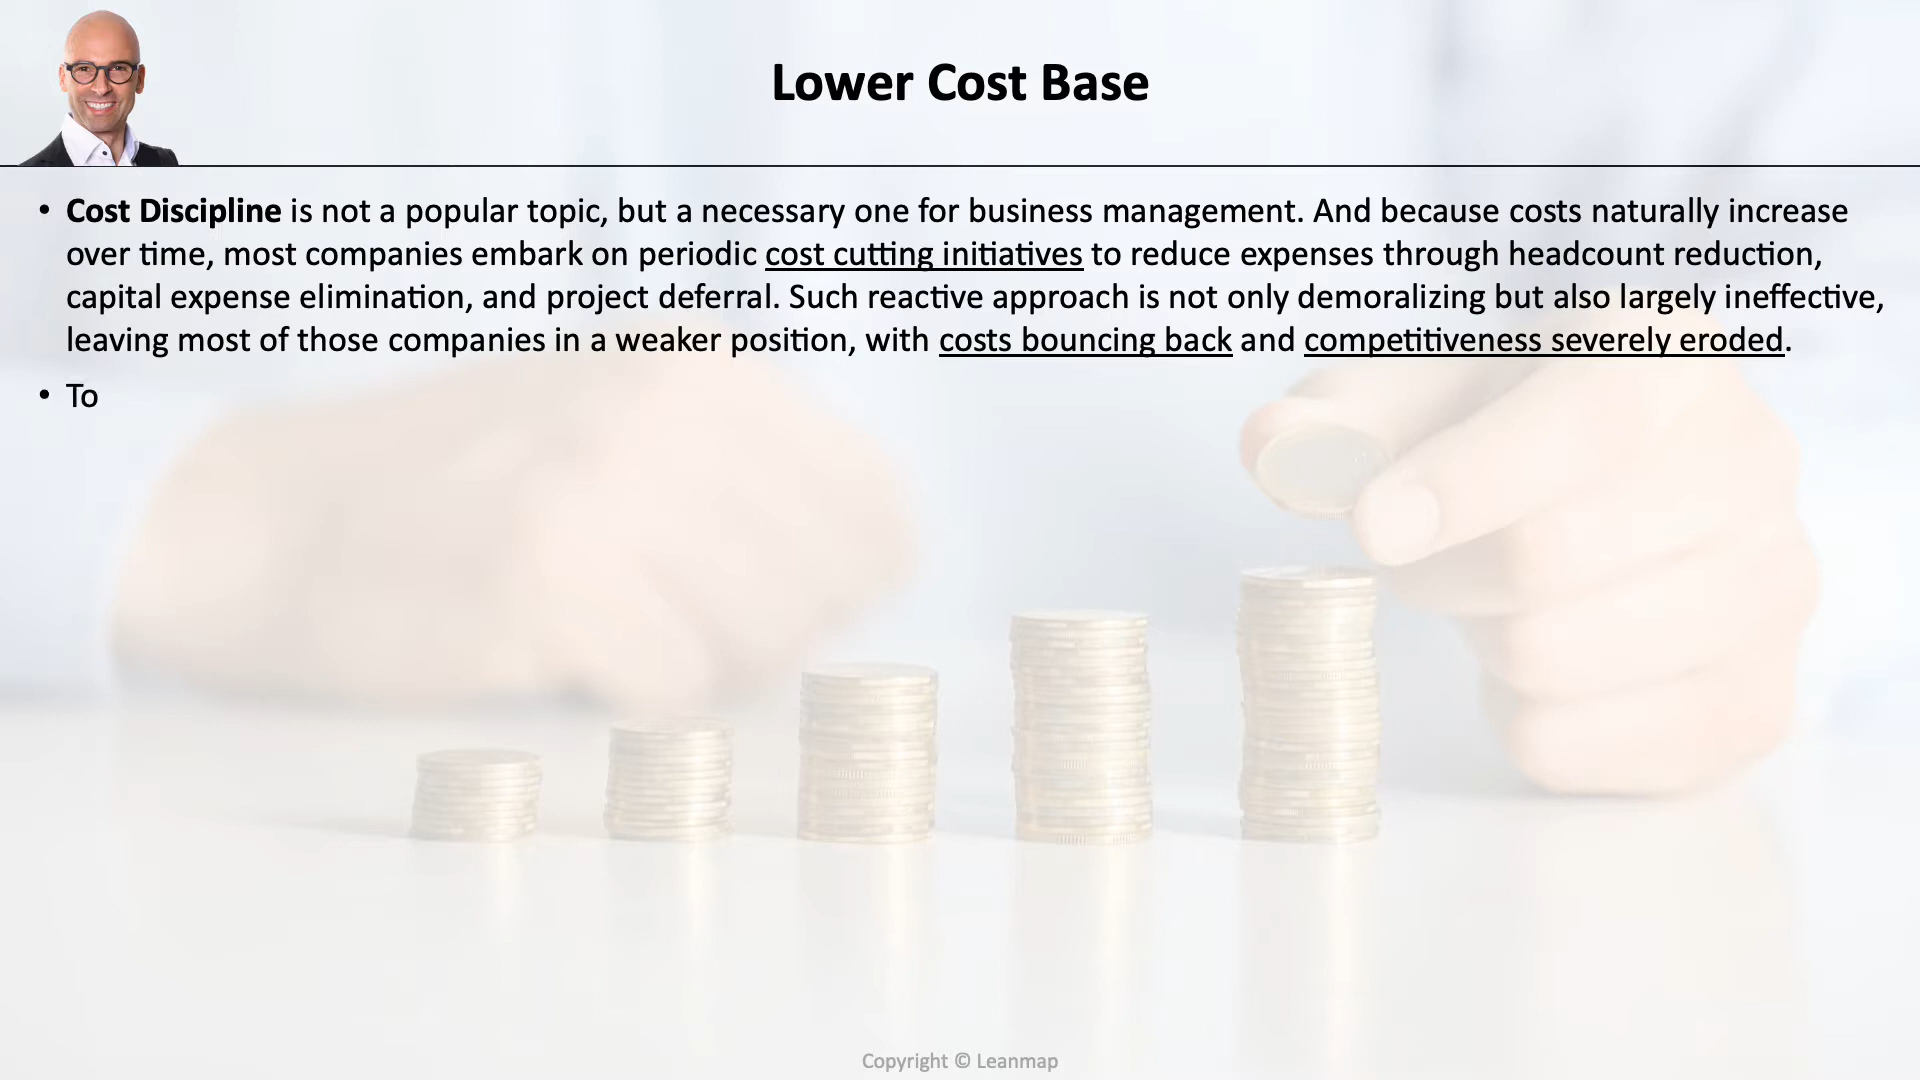 Lower Cost Base
• Cost Discipline is not a popular topic, but a necessary one for business management. And because costs naturally increase
over time, most companies embark on periodic cost cutting initiatives to reduce expenses through headcount reduction,
capital expense elimination, and project deferral. Such reactive approach is not only demoralizing but also largely ineffective,
leaving most of those companies in a weaker position, with costs bouncing back and competitiveness severely eroded.
• To
Copyright © Leanmap